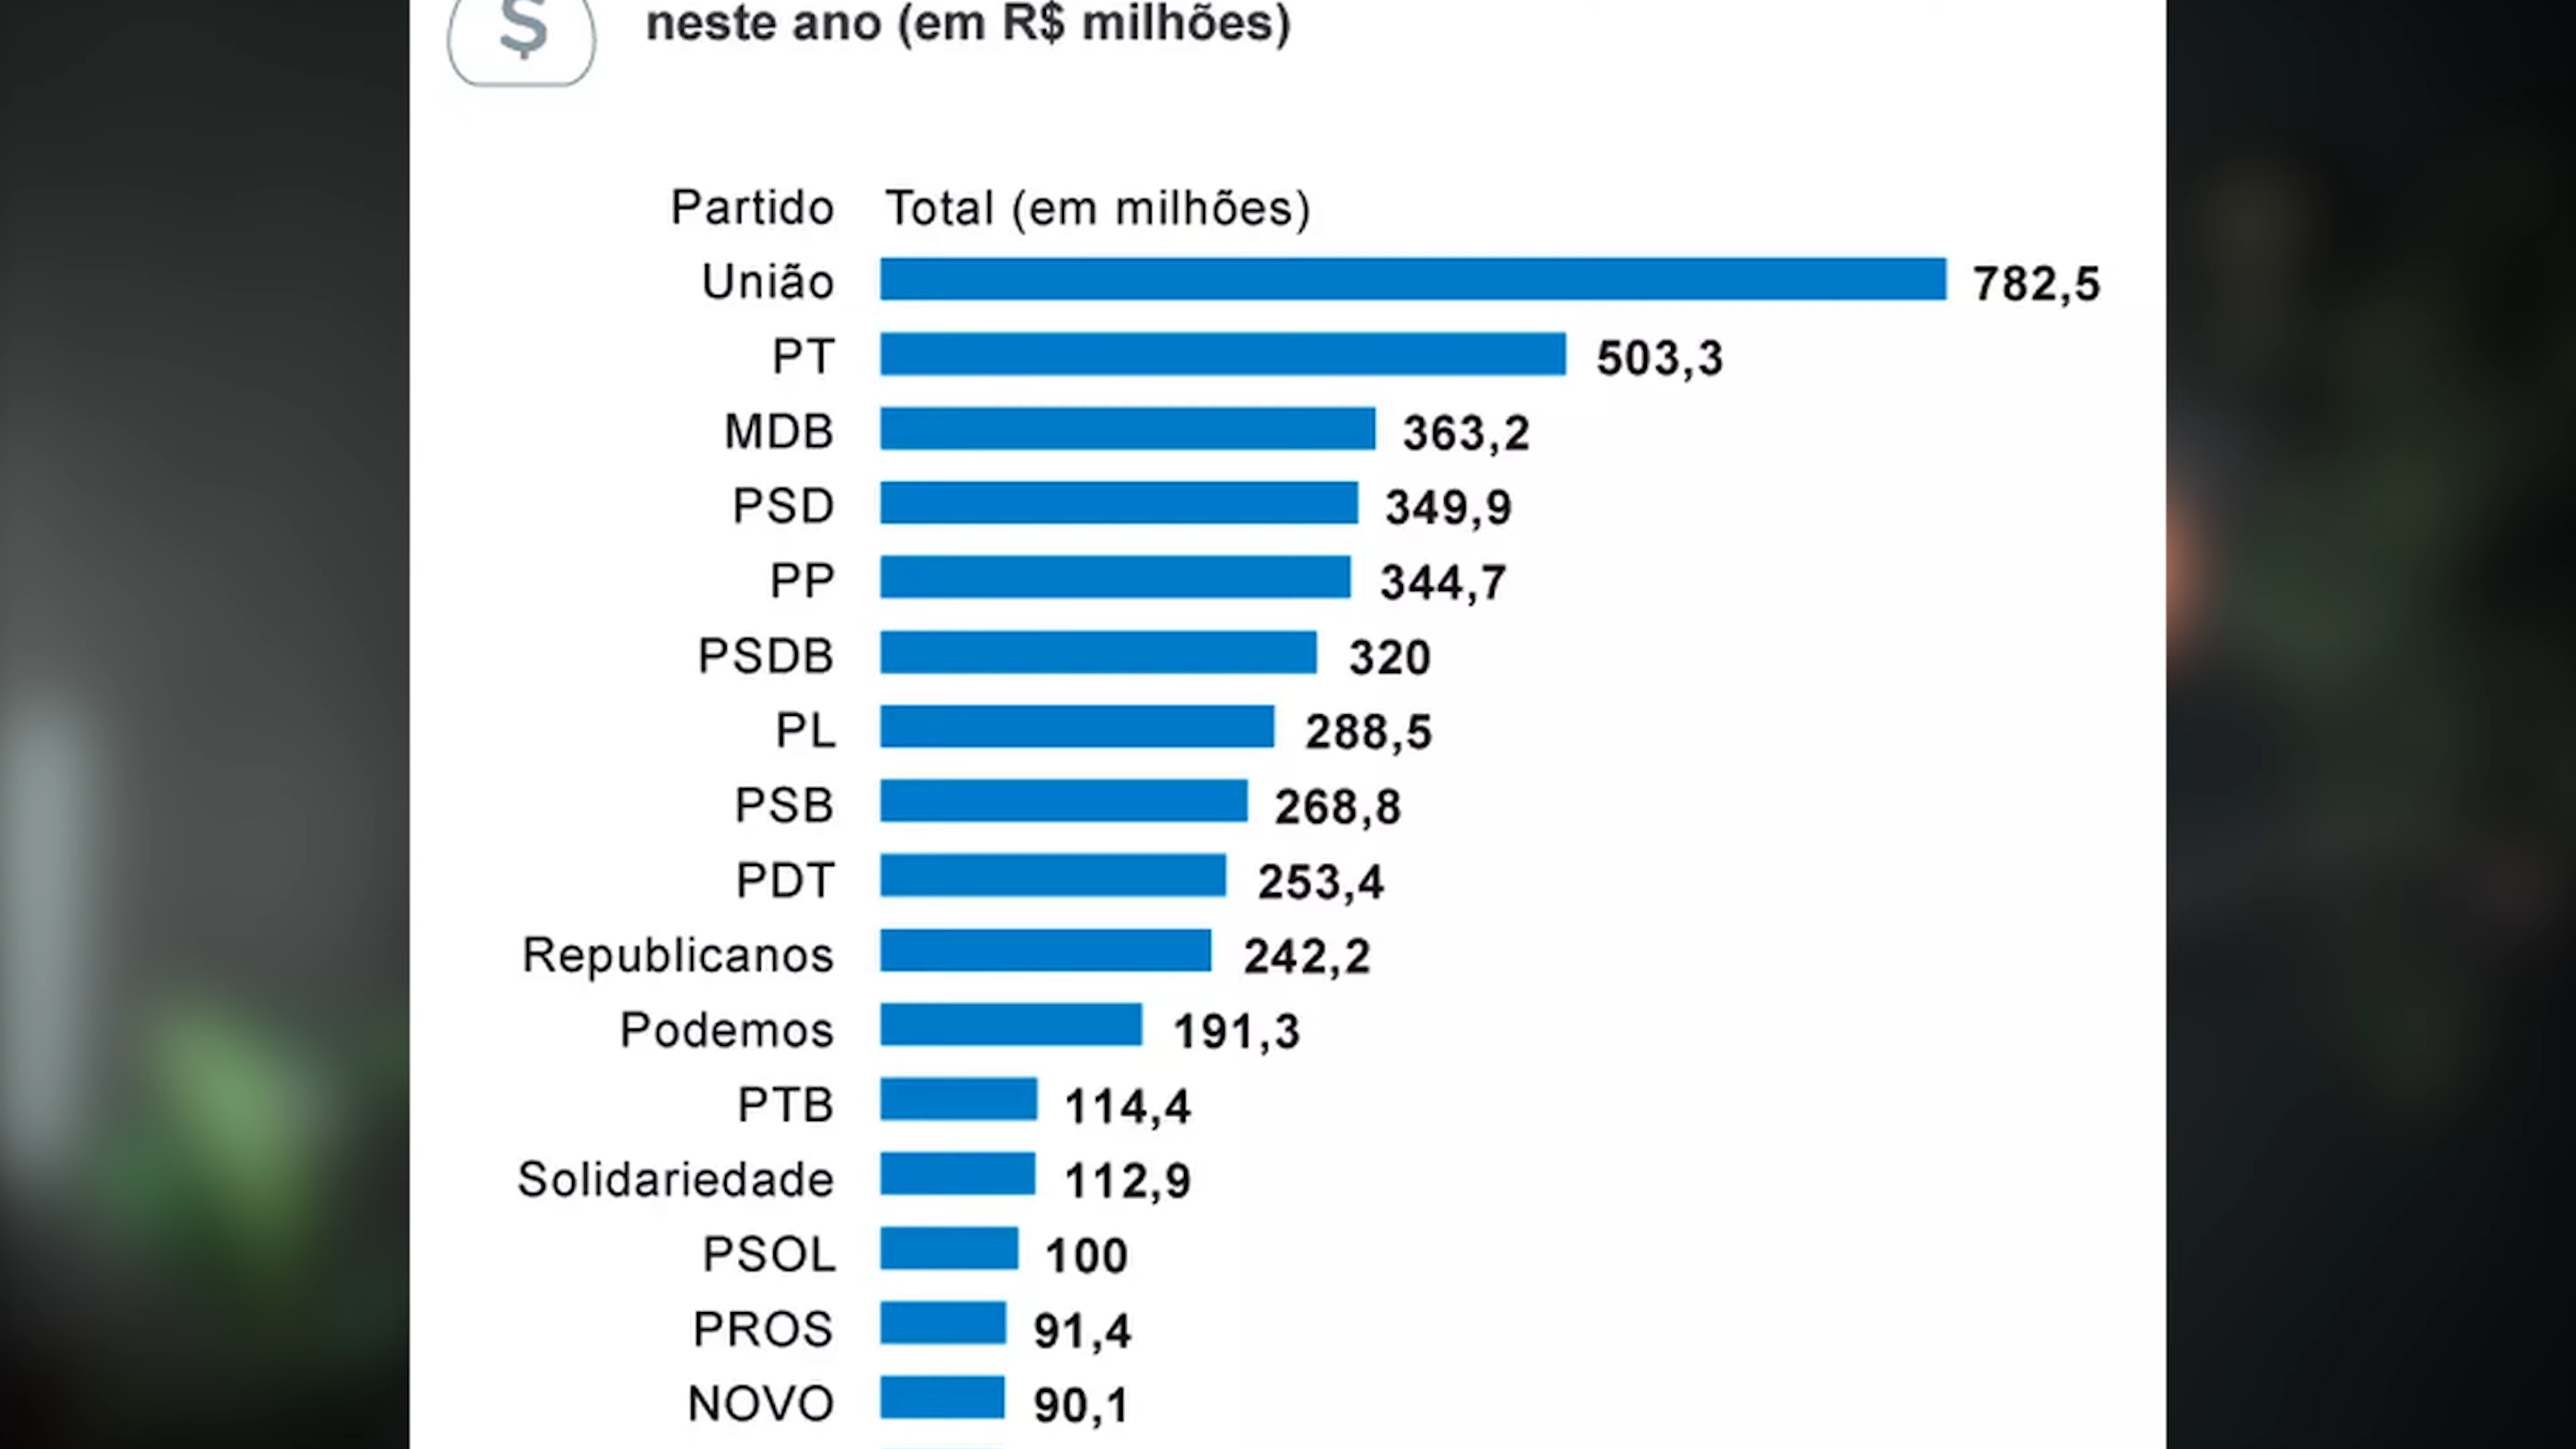 $
neste ano (em R$ milhões)
Partido Total (em milhões)
União 782,5
PT 503,3
MDB 363,2
PSD 349,9
PP 344,7
PSDB 320
PL 288,5
PSB 268,8
PDT 253,4
Republicanos 242,2
Podemos 191,3
PTB 114,4
Solidariedade 112,9
PSOL 100
PROS 91,4
NOVO 90,1